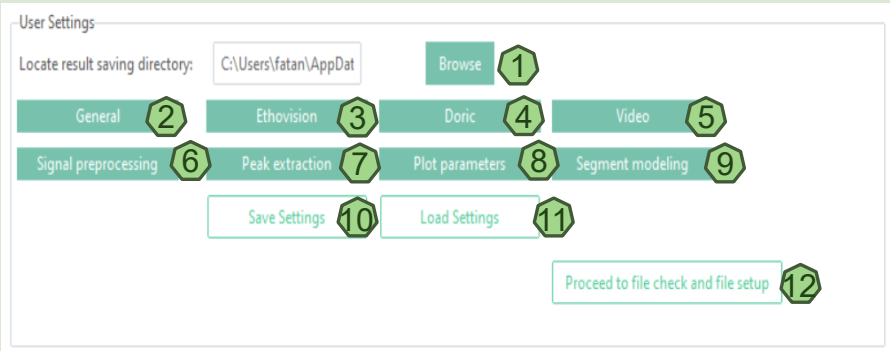 User Settings
Locate result saving directory: C:\Users\fatan\AppDat Browse 1
General 2 Ethovision 3 Doric 4 Video 5
Signal preprocessing 6 Peak extraction 7 Plot parameters 8 Segment modeling 9
Save Settings 10 Load Settings 11
Proceed to file check and file setup 12